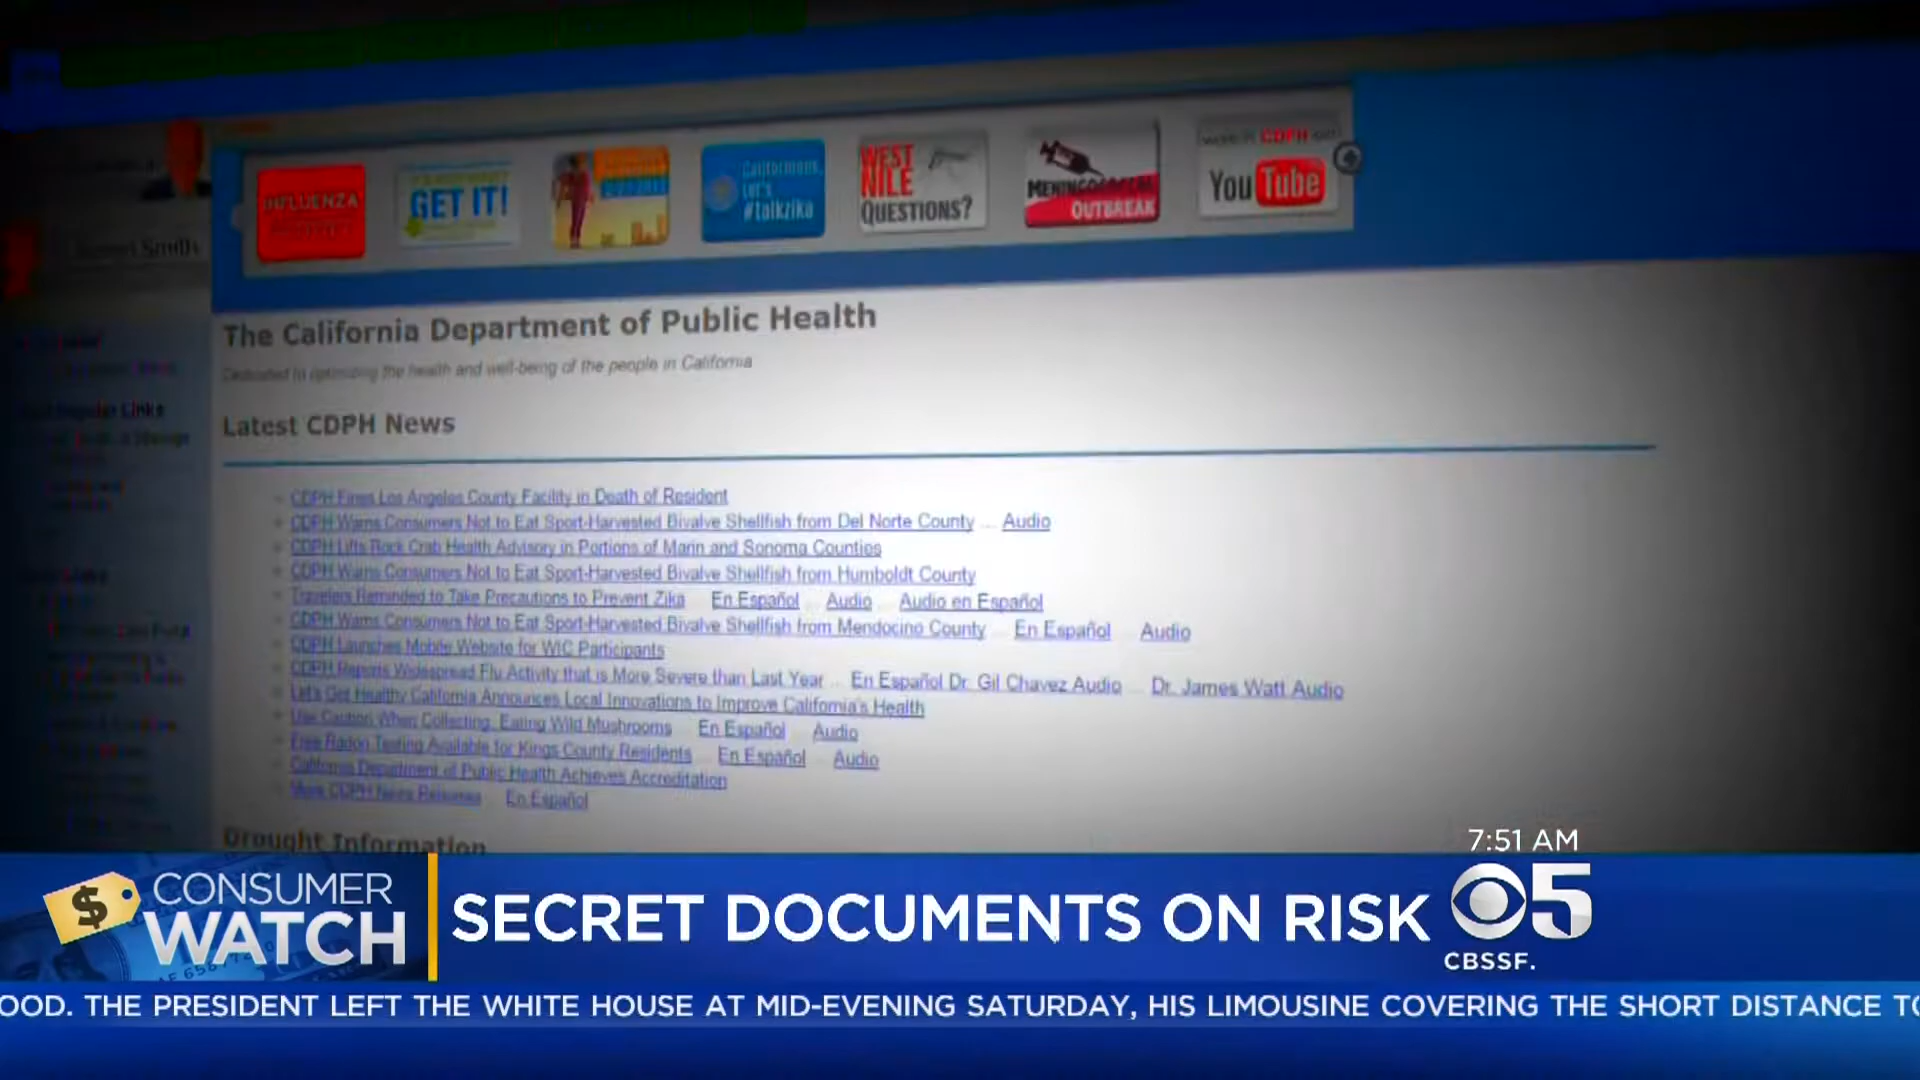 INFLUENZA
GET IT!
Californians,
Let's
#talkzika
WEST
NILE
QUESTIONS?
MENINGOCOCCAL
OUTBREAK
CDPH on
YouTube
Smith
The California Department of Public Health
Dedicated to optimizing the health and well-being of the people in California
Popular Links
Latest CDPH News
CDPH Fines Los Angeles County Facility in Death of Resident
CDPH Warns Consumers Not to Eat Sport-Harvested Bivalve Shellfish from Del Norte County ... Audio
CDPH Lifts Rock Crab Health Advisory in Portions of Marin and Sonoma Counties
CDPH Warns Consumers Not to Eat Sport-Harvested Bivalve Shellfish from Humboldt County
Travelers Reminded to Take Precautions to Prevent Zika ... En Español ... Audio ... Audio en Español
CDPH Warns Consumers Not to Eat Sport-Harvested Bivalve Shellfish from Mendocino County ... En Español ... Audio
CDPH Launches Mobile Website for WIC Participants
CDPH Reports Widespread Flu Activity that is More Severe than Last Year ... En Español Dr. Gil Chavez Audio ... Dr. James Watt Audio
Let's Get Healthy California Announces Local Innovations to Improve California's Health
Use Caution When Collecting, Eating Wild Mushrooms ... En Español ... Audio
Free Radon Testing Available for Kings County Residents ... En Español ... Audio
California Department of Public Health Achieves Accreditation
More CDPH News Releases ... En Español
Drought Information
7:51 AM
CONSUMER
WATCH
SECRET DOCUMENTS ON RISK
5
CBSSF.
OOD. THE PRESIDENT LEFT THE WHITE HOUSE AT MID-EVENING SATURDAY, HIS LIMOUSINE COVERING THE SHORT DISTANCE TO